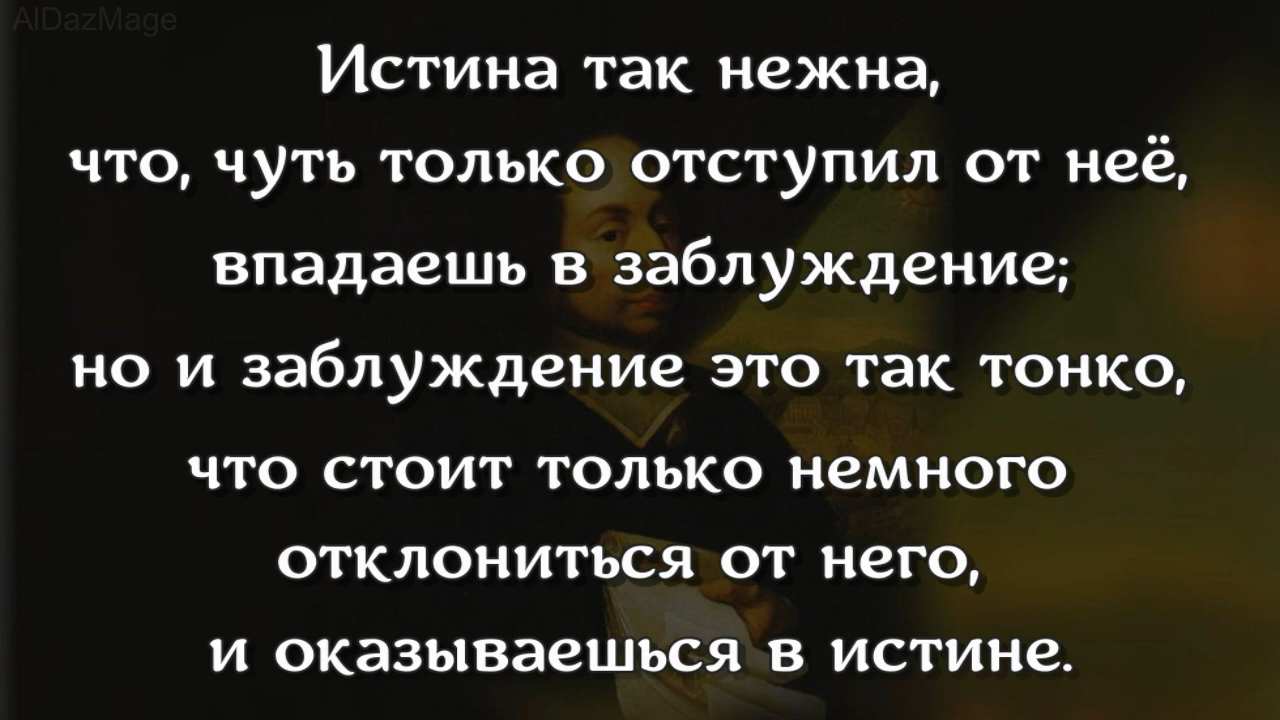 AlDazMage
Истина так нежна,
что, чуть только отступил от неё,
впадаешь в заблуждение;
но и заблуждение это так тонко,
что стоит только немного
отклониться от него,
и оказываешься в истине.